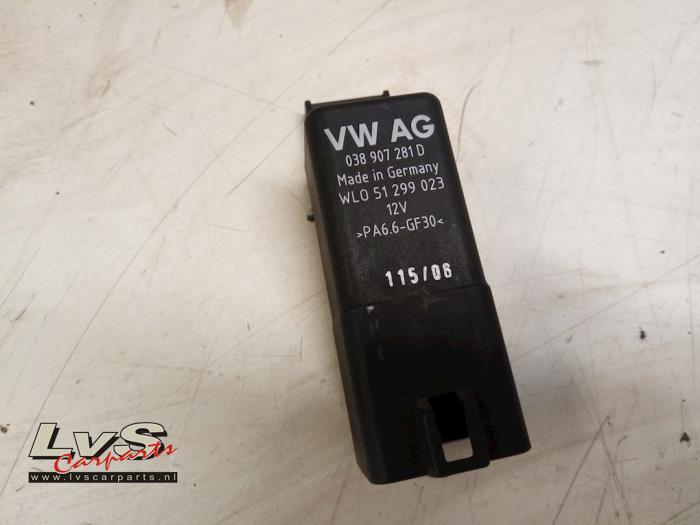 VW AG
038 907 281 D
Made in Germany
WLO 51 299 023
12V
>PA6.6-GF30<
115/06
LvS
Carparts
www.lvscarparts.nl